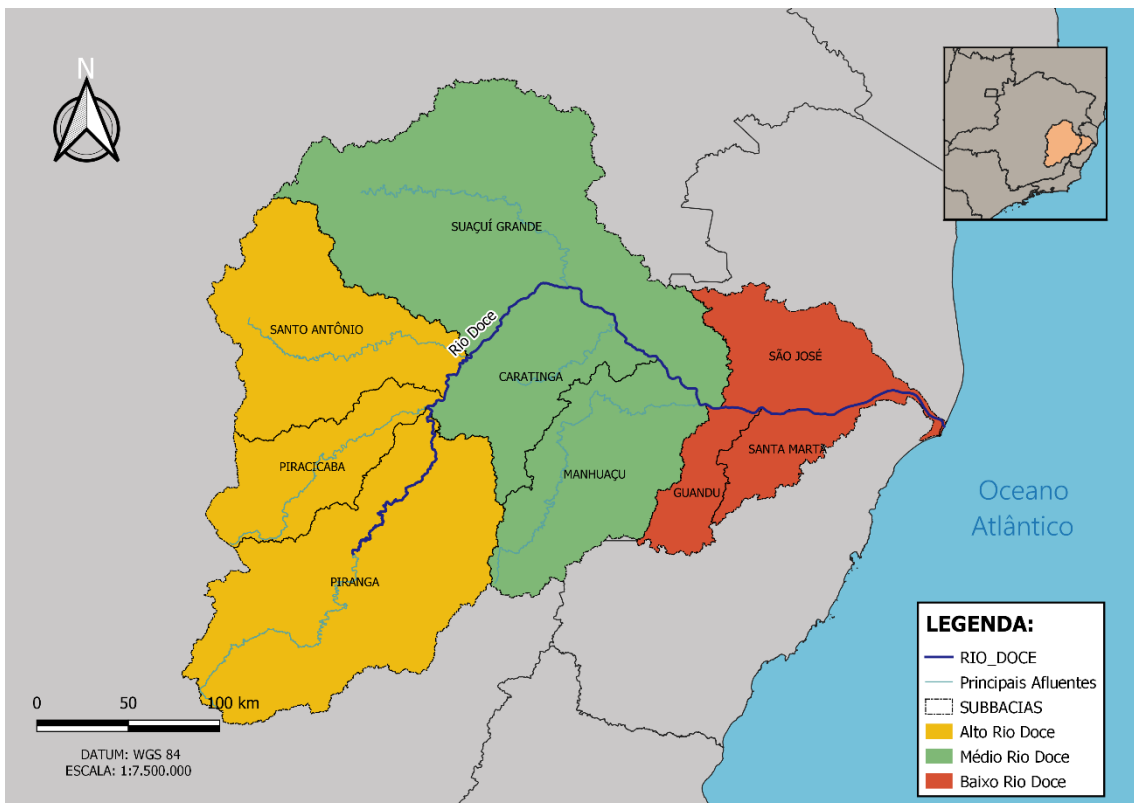 N
SUAÇUÍ GRANDE
SANTO ANTÔNIO
Rio Doce
SÃO JOSÉ
CARATINGA
SANTA MARTA
PIRACICABA
MANHUAÇU
GUANDU
PIRANGA
Oceano
Atlântico
0 50 100 km
DATUM: WGS 84
ESCALA: 1:7.500.000
LEGENDA:
RIO_DOCE
Principais Afluentes
SUBBACIAS
Alto Rio Doce
Médio Rio Doce
Baixo Rio Doce